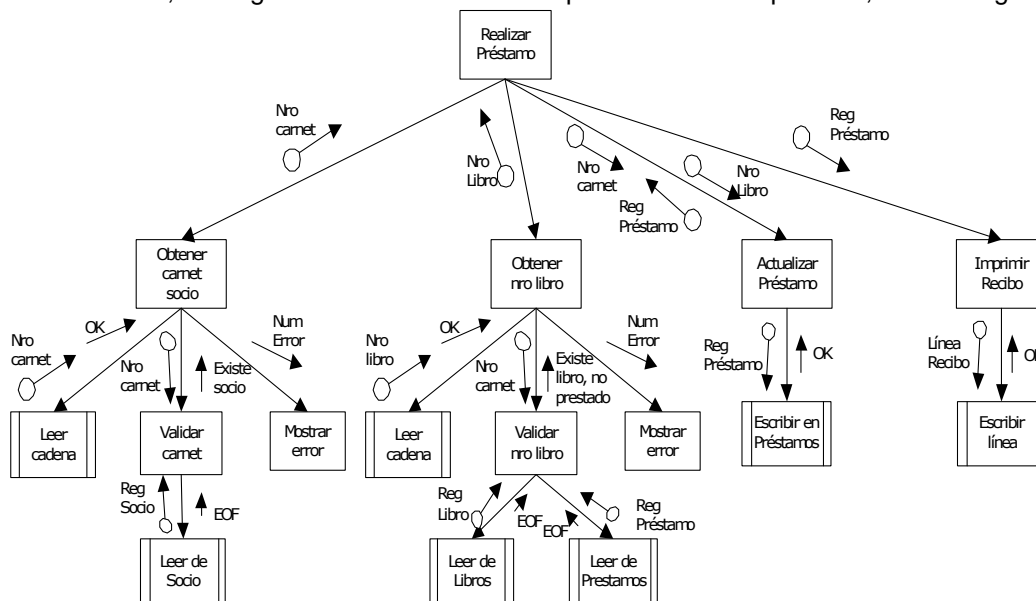 Realizar
Préstamo
Nro
carnet
Nro
Libro
Nro
carnet
Reg
Préstamo
Nro
Libro
Reg
Préstamo
Obtener
carnet
socio
Obtener
nro libro
Actualizar
Préstamo
Imprimir
Recibo
Nro
carnet
OK
Nro
carnet
Existe
socio
Num
Error
Nro
libro
OK
Nro
carnet
Existe
libro, no
prestado
Num
Error
Reg
Préstamo
OK
Línea
Recibo
Leer
cadena
Validar
carnet
Mostrar
error
Leer
cadena
Validar
nro libro
Mostrar
error
Escribir en
Préstamos
Escribir
línea
Reg
Socio
EOF
Reg
Libro
EOF
EOF
Reg
Préstamo
Leer de
Socio
Leer de
Libros
Leer de
Prestamos